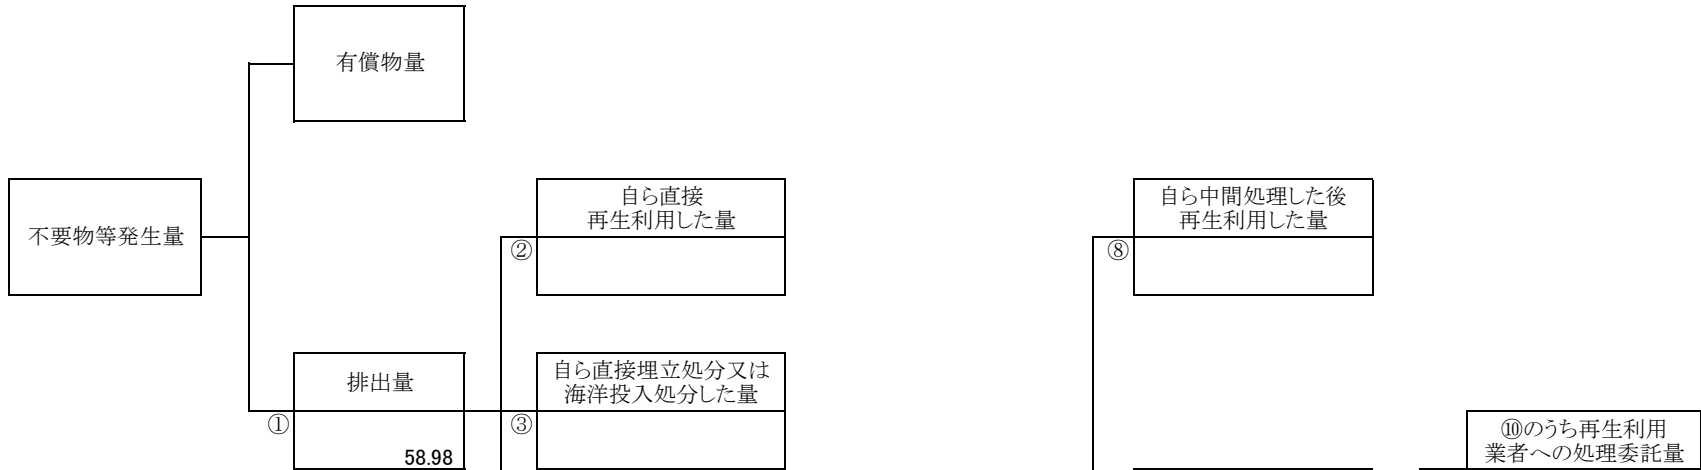 有償物量
不要物等発生量
自ら直接
再生利用した量
②
自ら中間処理した後
再生利用した量
⑧
排出量
①
58.98
自ら直接埋立処分又は
海洋投入処分した量
③
⑩のうち再生利用
業者への処理委託量